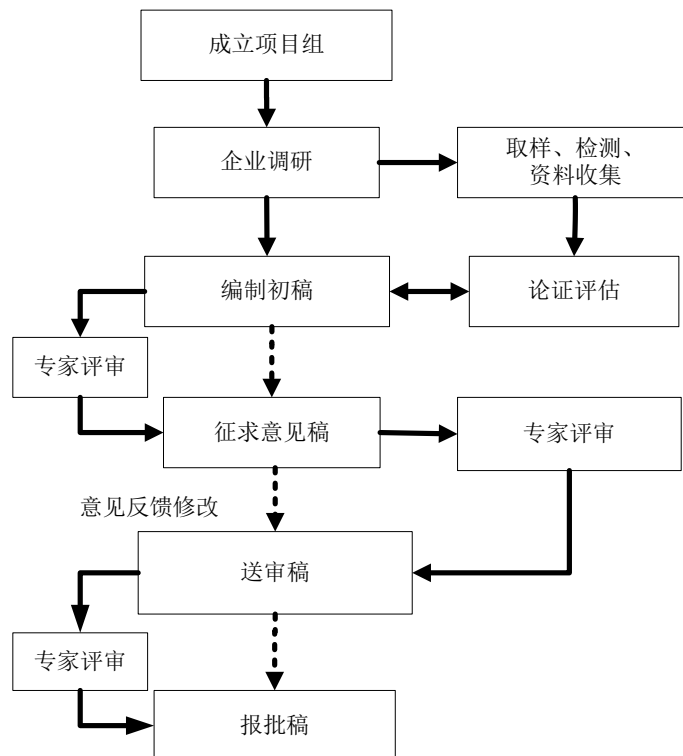 成立项目组
企业调研
取样、检测、
资料收集
编制初稿
论证评估
专家评审
征求意见稿
专家评审
意见反馈修改
送审稿
专家评审
报批稿